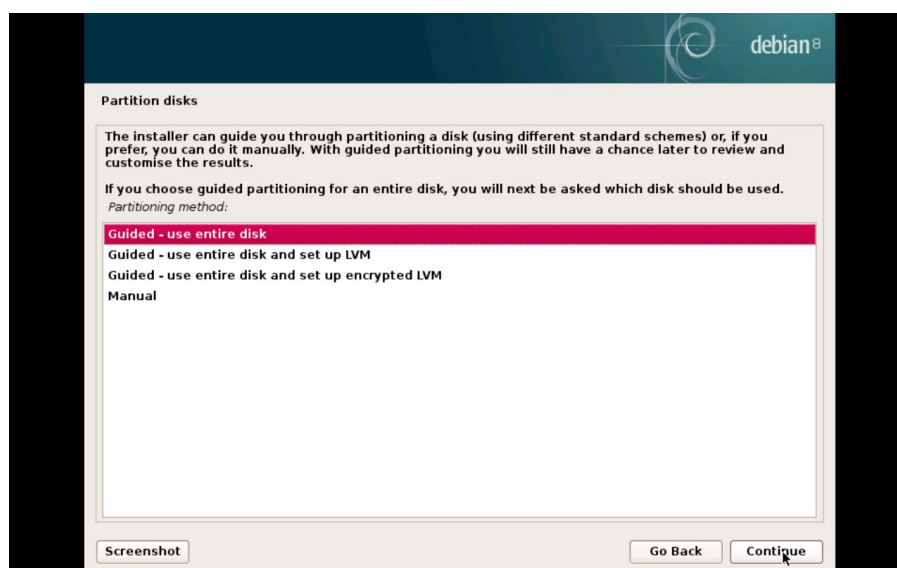 debian 8
Partition disks
The installer can guide you through partitioning a disk (using different standard schemes) or, if you
prefer, you can do it manually. With guided partitioning you will still have a chance later to review and
customise the results.
If you choose guided partitioning for an entire disk, you will next be asked which disk should be used.
Partitioning method:
Guided - use entire disk
Guided - use entire disk and set up LVM
Guided - use entire disk and set up encrypted LVM
Manual
Screenshot
Go Back
Continue